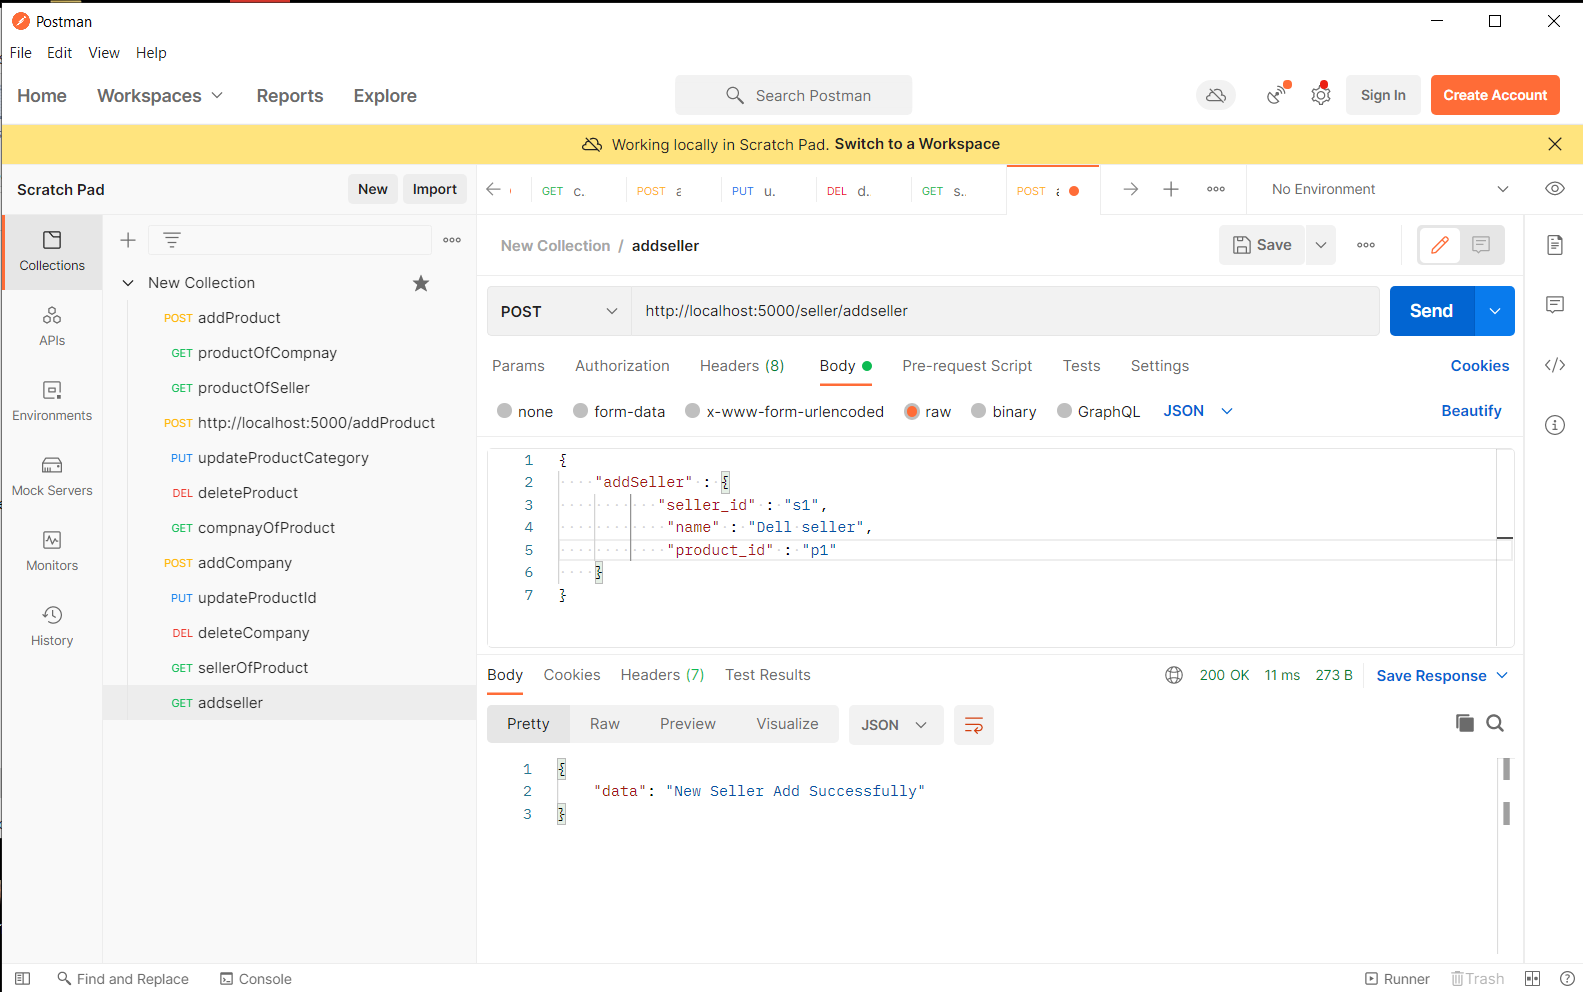 Postman
File Edit View Help
Home Workspaces Reports Explore
Search Postman
Sign In
Create Account
Working locally in Scratch Pad. Switch to a Workspace
Scratch Pad
New
Import
GET c.
POST
PUT u.
DEL d.
GET s..
POST
No Environment
Collections
APIs
Environments
Mock Servers
Monitors
History
New Collection
POST addProduct
GET productOfCompnay
GET productOfSeller
POST http://localhost:5000/addProduct
PUT updateProductCategory
DEL deleteProduct
GET compnayOfProduct
POST addCompany
PUT updateProductId
DEL deleteCompany
GET sellerOfProduct
GET addseller
New Collection / addseller
Save
POST
http://localhost:5000/seller/addseller
Send
Params Authorization Headers (8) Body Pre-request Script Tests Settings
Cookies
none form-data x-www-form-urlencoded raw binary GraphQL JSON
Beautify
1 {
2 "addSeller" : {
3 "seller_id" : "s1",
4 "name" : "Dell seller",
5 "product_id" : "p1"
6 }
7 }
Body Cookies Headers (7) Test Results
200 OK 11 ms 273 B
Save Response
Pretty Raw Preview Visualize
JSON
1 {
2 "data": "New Seller Add Successfully"
3 }
Find and Replace
Console
Runner
Trash